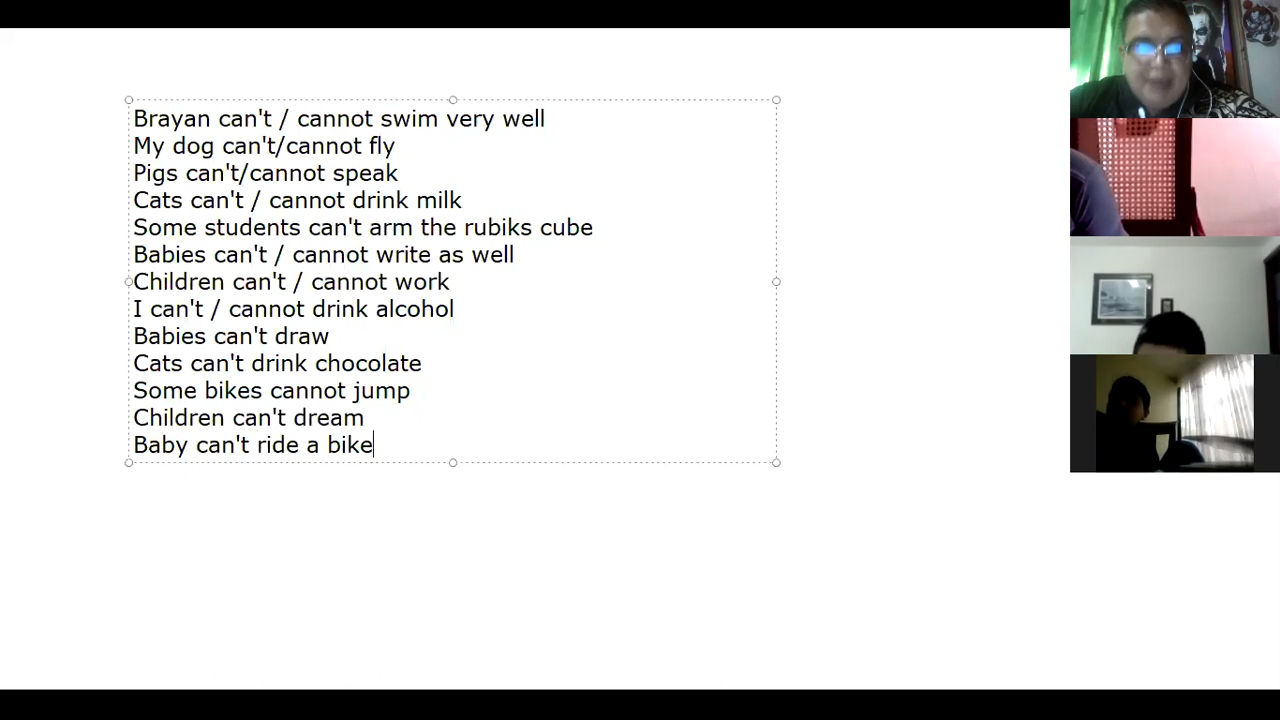 Brayan can't / cannot swim very well
My dog can't/cannot fly
Pigs can't/cannot speak
Cats can't / cannot drink milk
Some students can't arm the rubiks cube
Babies can't / cannot write as well
Children can't / cannot work
I can't / cannot drink alcohol
Babies can't draw
Cats can't drink chocolate
Some bikes cannot jump
Children can't dream
Baby can't ride a bike